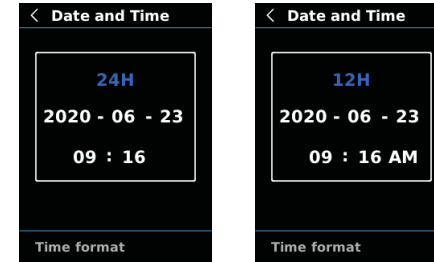 Date and Time
24H
2020 - 06 - 23
09 : 16
Time format
Date and Time
12H
2020 - 06 - 23
09 : 16 AM
Time format